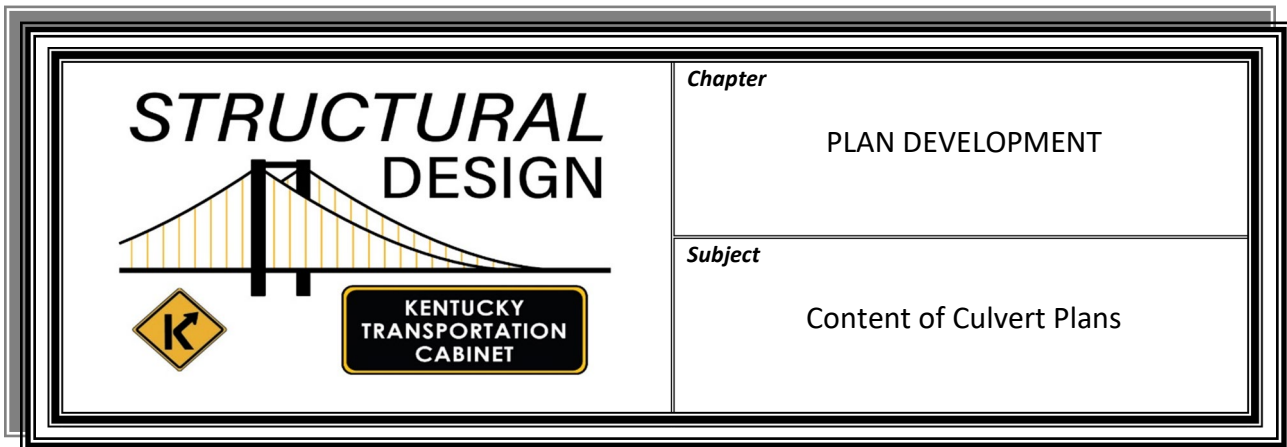 STRUCTURAL
DESIGN
K
KENTUCKY
TRANSPORTATION
CABINET
Chapter
PLAN DEVELOPMENT
Subject
Content of Culvert Plans